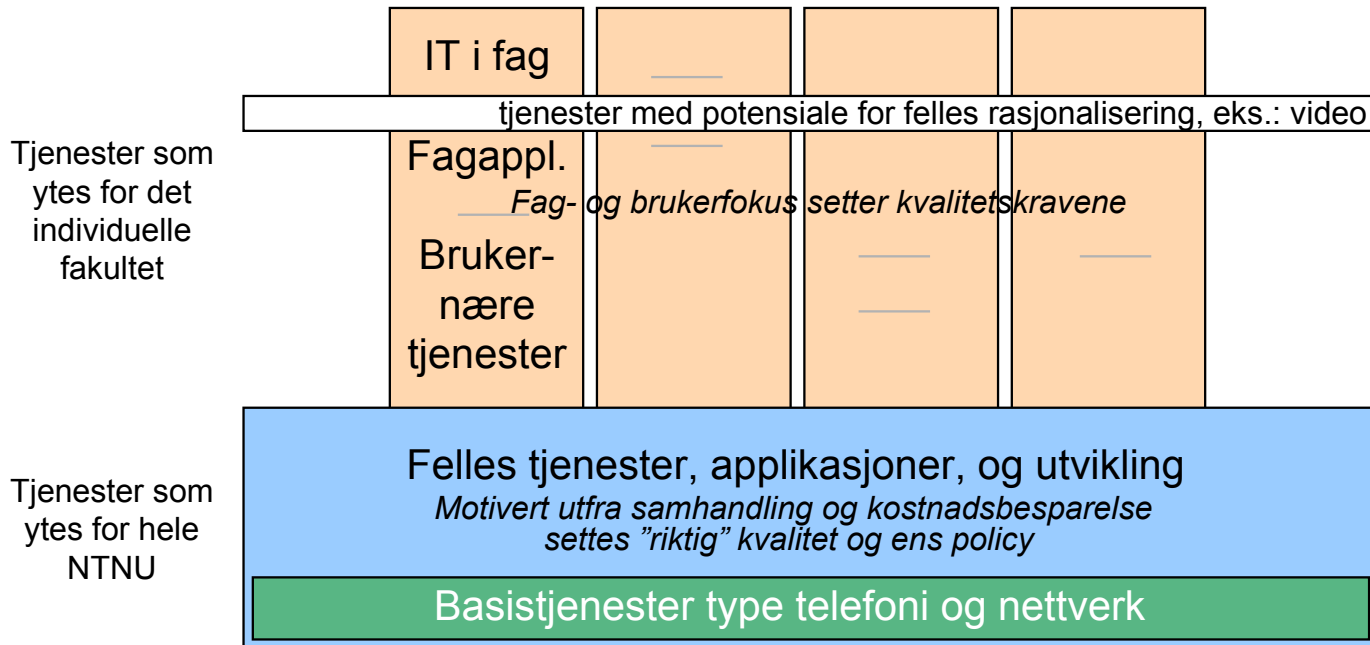 IT i fag
tjenester med potensiale for felles rasjonalisering, eks.: video
Tjenester som
ytes for det
individuelle
fakultet
Fagappl.
Fag- og brukerfokus setter kvalitetskravene
Bruker-
nære
tjenester
Tjenester som
ytes for hele
NTNU
Felles tjenester, applikasjoner, og utvikling
Motivert utfra samhandling og kostnadsbesparelse
settes ”riktig” kvalitet og ens policy
Basistjenester type telefoni og nettverk